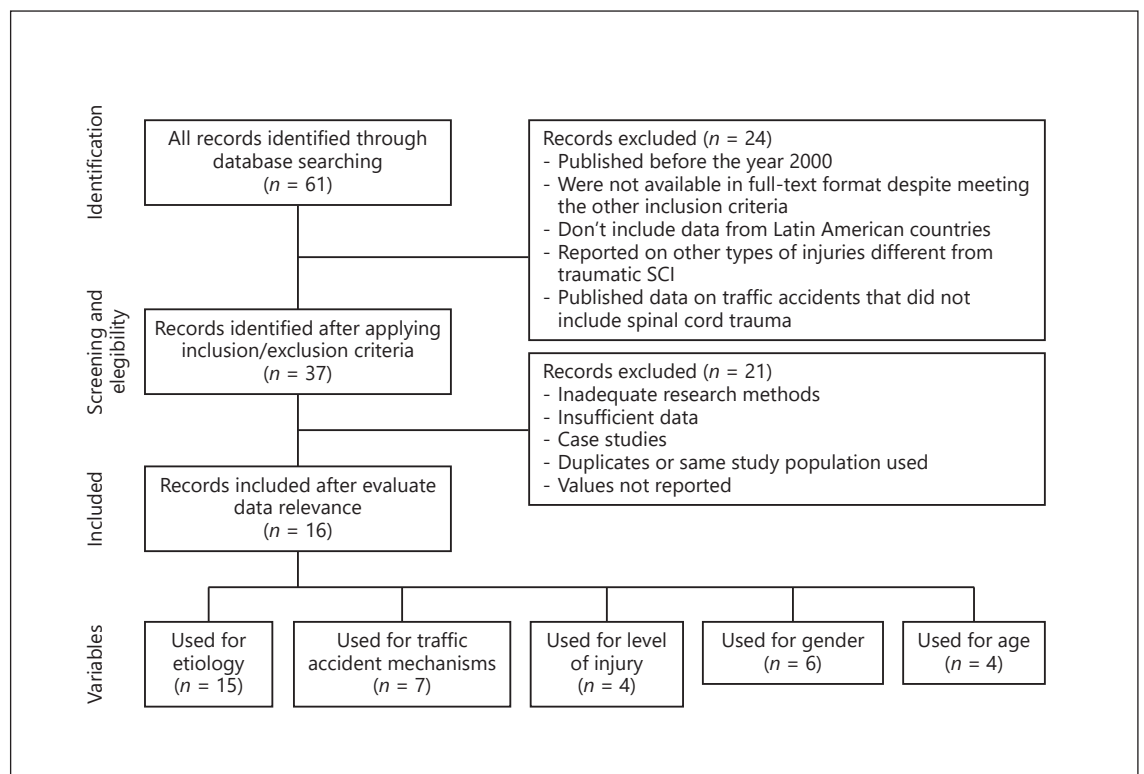 Identification
All records identified through
database searching
(n = 61)
Records excluded (n = 24)
- Published before the year 2000
- Were not available in full-text format despite meeting
the other inclusion criteria
- Don't include data from Latin American countries
- Reported on other types of injuries different from
traumatic SCI
- Published data on traffic accidents that did not
include spinal cord trauma
Screening and
elegibility
Records identified after applying
inclusion/exclusion criteria
(n = 37)
Records excluded (n = 21)
- Inadequate research methods
- Insufficient data
- Case studies
- Duplicates or same study population used
- Values not reported
Included
Records included after evaluate
data relevance
(n = 16)
Variables
Used for
etiology
(n = 15)
Used for traffic
accident mechanisms
(n = 7)
Used for level
of injury
(n = 4)
Used for gender
(n = 6)
Used for age
(n = 4)